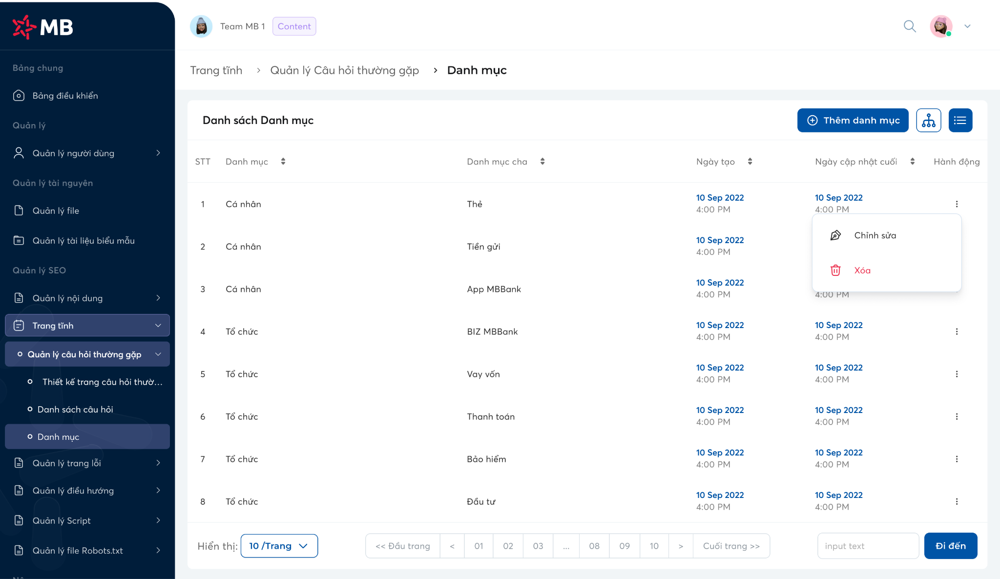 MB
Bảng chung
Bảng điều khiển
Quản lý
Quản lý người dùng
Quản lý tài nguyên
Quản lý file
Quản lý tài liệu biểu mẫu
Quản lý SEO
Quản lý nội dung
Trang tĩnh
Quản lý câu hỏi thường gặp
Thiết kế trang câu hỏi thườ...
Danh sách câu hỏi
Danh mục
Quản lý trang lỗi
Quản lý điều hướng
Quản lý Script
Quản lý file Robots.txt
Team MB 1 Content
Trang tĩnh > Quản lý Câu hỏi thường gặp > Danh mục
Danh sách Danh mục
Thêm danh mục
STT Danh mục Danh mục cha Ngày tạo Ngày cập nhật cuối Hành động
1 Cá nhân Thẻ 10 Sep 2022 10 Sep 2022
4:00 PM 4:00 PM
Chỉnh sửa
Xóa
2 Cá nhân Tiền gửi 10 Sep 2022
4:00 PM
3 Cá nhân App MBBank 10 Sep 2022
4:00 PM 4:00 PM
4 Tổ chức BIZ MBBank 10 Sep 2022 10 Sep 2022
4:00 PM 4:00 PM
5 Tổ chức Vay vốn 10 Sep 2022 10 Sep 2022
4:00 PM 4:00 PM
6 Tổ chức Thanh toán 10 Sep 2022 10 Sep 2022
4:00 PM 4:00 PM
7 Tổ chức Bảo hiểm 10 Sep 2022 10 Sep 2022
4:00 PM 4:00 PM
8 Tổ chức Đầu tư 10 Sep 2022 10 Sep 2022
4:00 PM 4:00 PM
Hiển thị: 10 /Trang << Đầu trang < 01 02 03 ... 08 09 10 > Cuối trang >> input text Đi đến